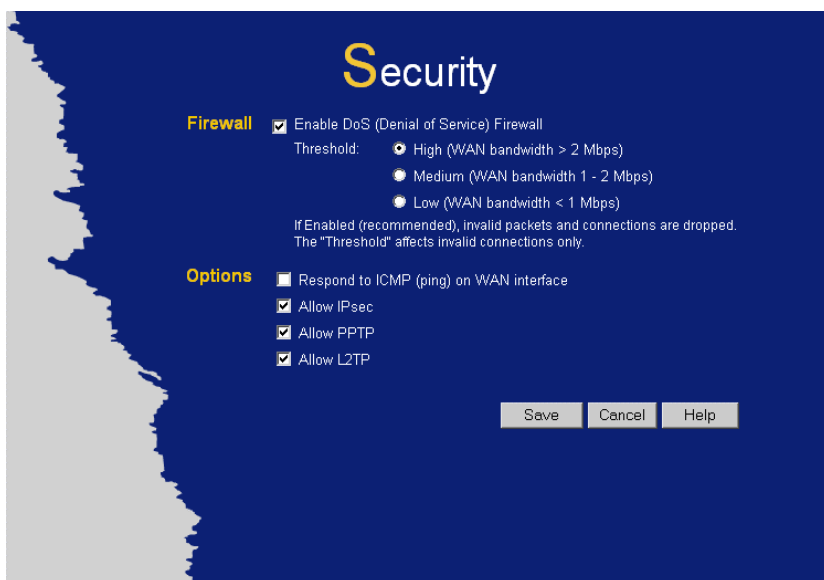 Security
Firewall Enable DoS (Denial of Service) Firewall
Threshold: High (WAN bandwidth > 2 Mbps)
Medium (WAN bandwidth 1 - 2 Mbps)
Low (WAN bandwidth < 1 Mbps)
If Enabled (recommended), invalid packets and connections are dropped.
The "Threshold" affects invalid connections only.
Options Respond to ICMP (ping) on WAN interface
Allow IPsec
Allow PPTP
Allow L2TP
Save Cancel Help